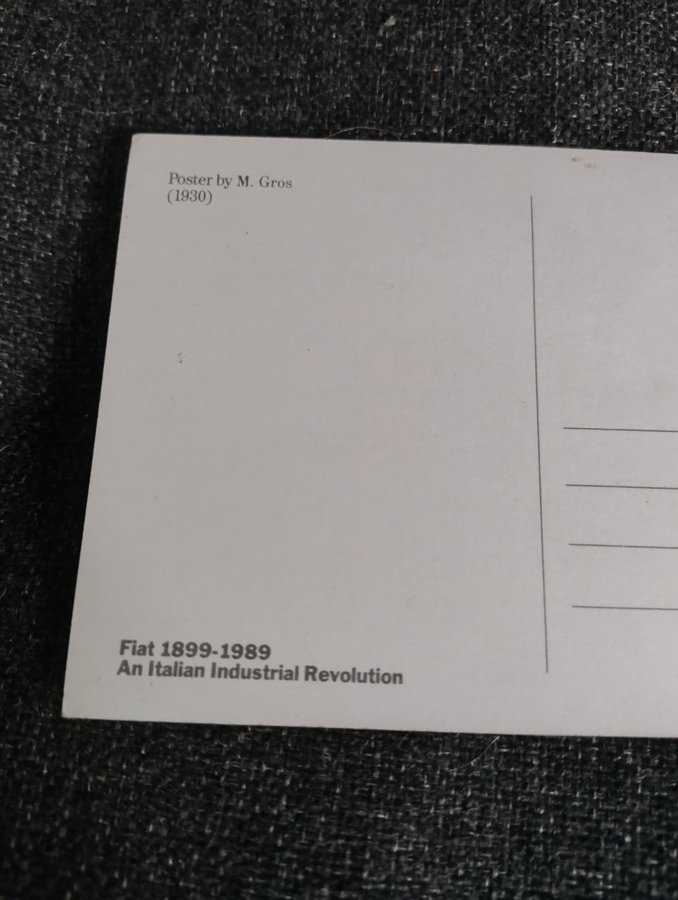 Poster by M. Gros
(1930)
Fiat 1899-1989
An Italian Industrial Revolution